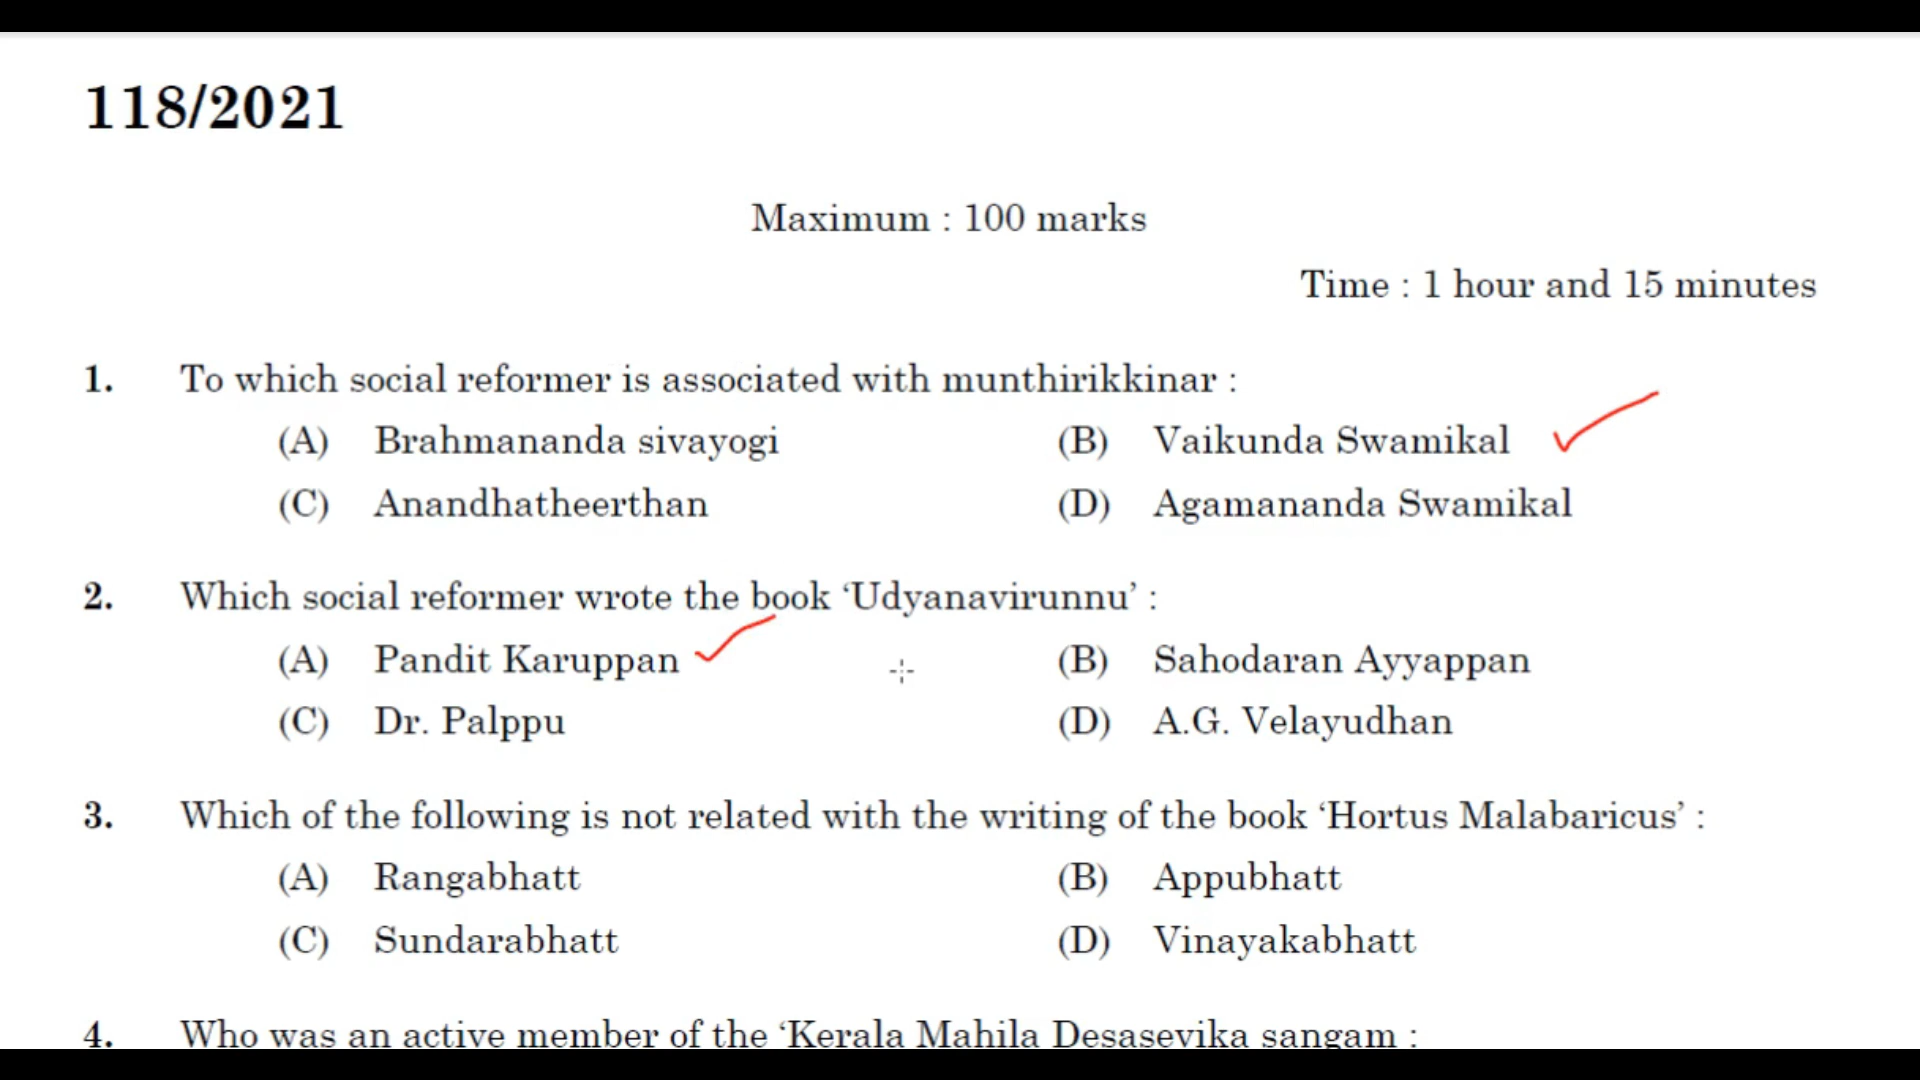 118/2021
Maximum : 100 marks
Time : 1 hour and 15 minutes
1. To which social reformer is associated with munthirikkinar :
(A) Brahmananda sivayogi (B) Vaikunda Swamikal
(C) Anandhatheerthan (D) Agamananda Swamikal
2. Which social reformer wrote the book ‘Udyanavirunnu’ :
(A) Pandit Karuppan (B) Sahodaran Ayyappan
(C) Dr. Palppu (D) A.G. Velayudhan
3. Which of the following is not related with the writing of the book ‘Hortus Malabaricus’ :
(A) Rangabhatt (B) Appubhatt
(C) Sundarabhatt (D) Vinayakabhatt
4. Who was an active member of the ‘Kerala Mahila Desasevika sangam :